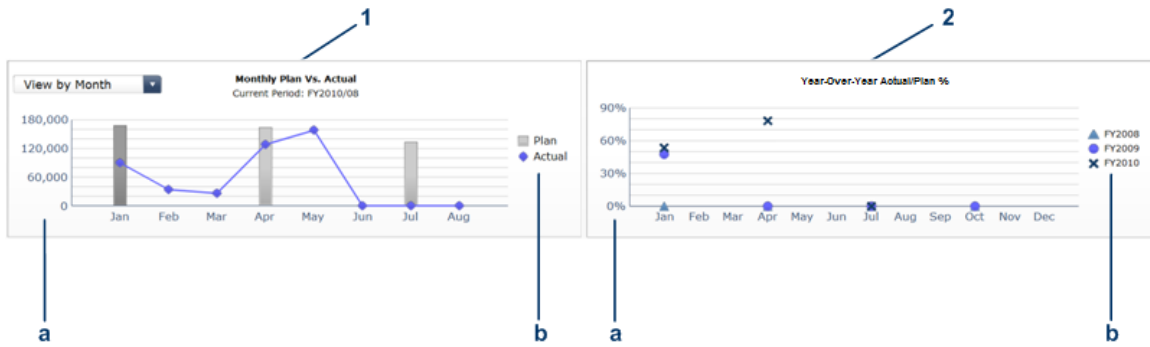 1
2
View by Month
Monthly Plan Vs. Actual
Current Period: FY2010/08
180,000
120,000
60,000
0
Jan Feb Mar Apr May Jun Jul Aug
Plan
Actual
Year-Over-Year Actual/Plan %
90%
60%
30%
0%
Jan Feb Mar Apr May Jun Jul Aug Sep Oct Nov Dec
FY2008
FY2009
FY2010
a
b
a
b